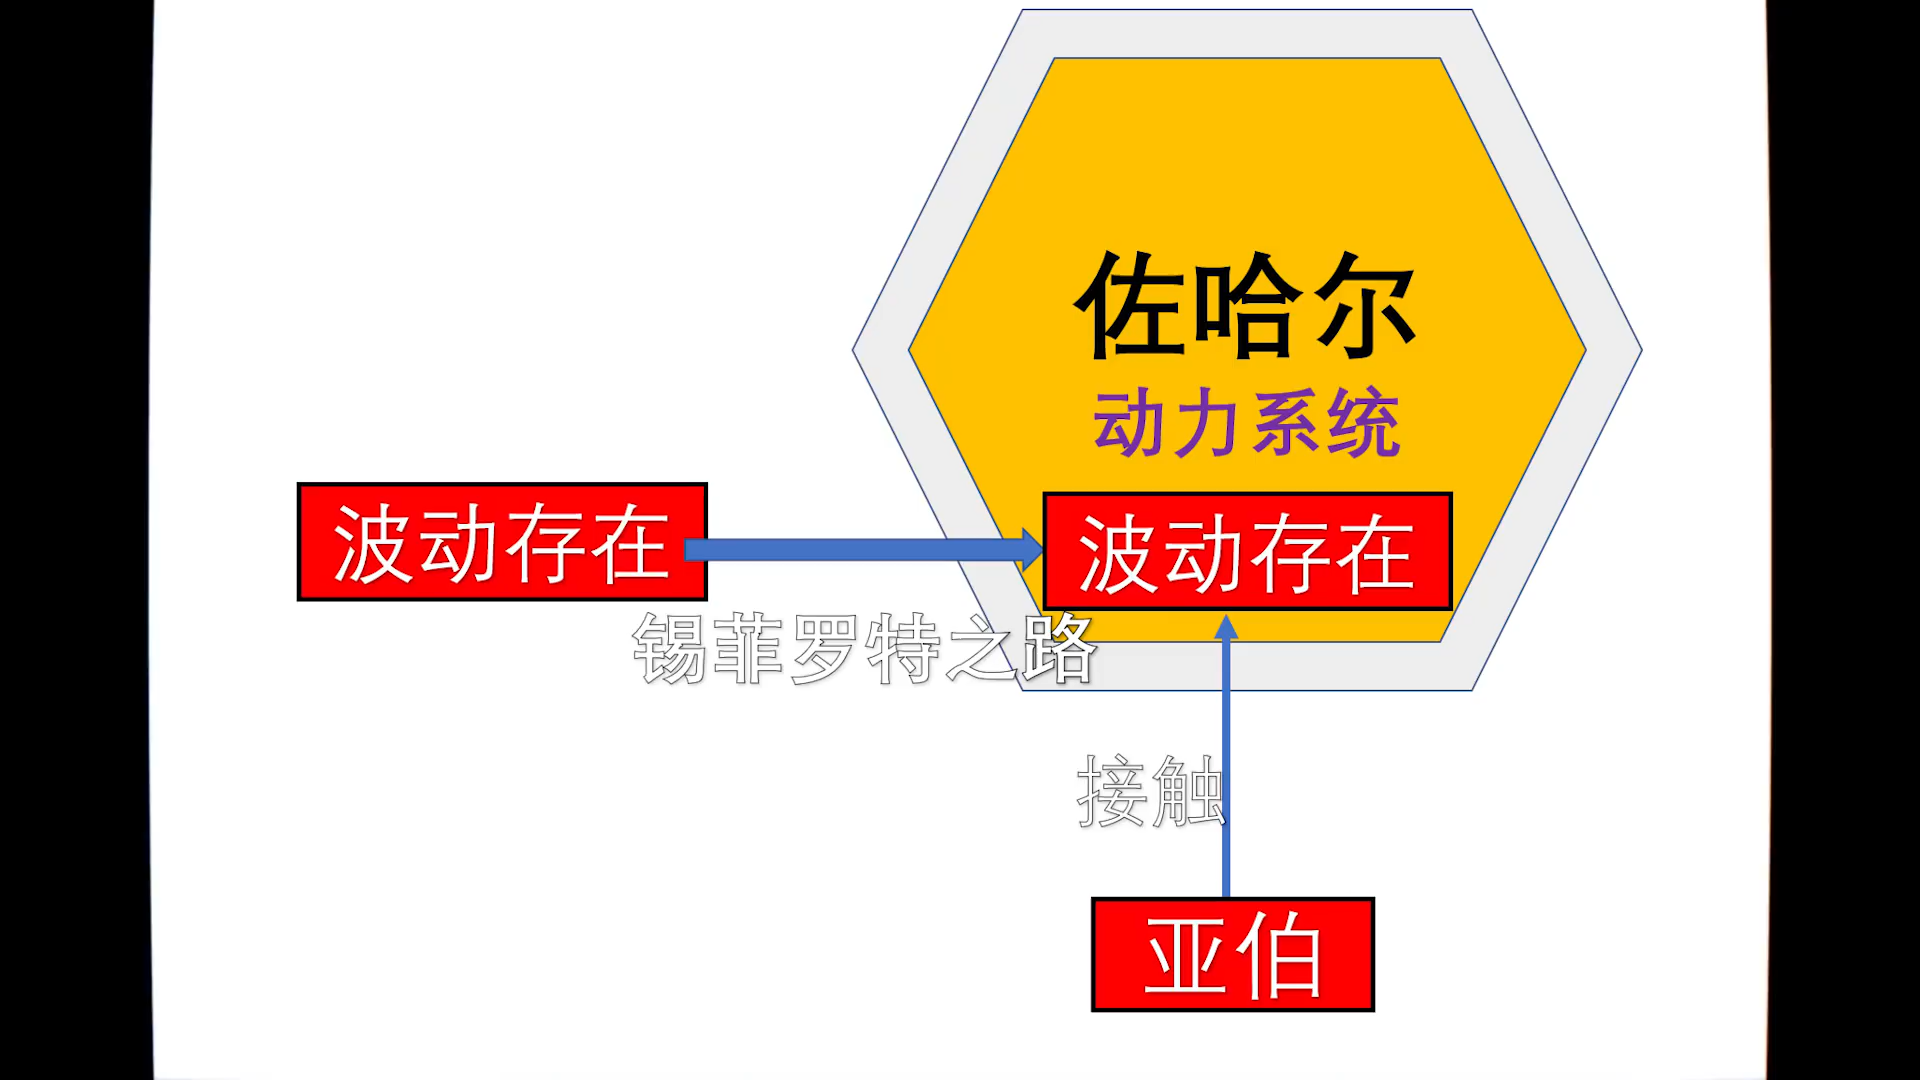 佐哈尔
动力系统
波动存在
波动存在
锡菲罗特之路
接触
亚伯